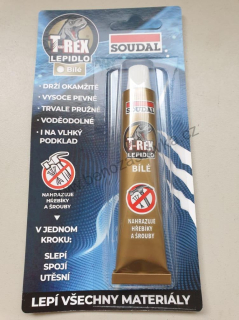 T-REX
LEPIDLO
Bílé
SOUDAL
DRŽÍ OKAMŽITĚ
VYSOCE PEVNÉ
TRVALE PRUŽNÉ
VODĚODOLNÉ
I NA VLHKÝ
PODKLAD
NAHRAZUJE
HŘEBÍKY
A ŠROUBY
V JEDNOM
KROKU:
SLEPÍ
SPOJÍ
UTĚSNÍ
SOUDAL
T-REX
LEPIDLO
BÍLÉ
NAHRAZUJE
HŘEBÍKY
A ŠROUBY
LEPÍ VŠECHNY MATERIÁLY